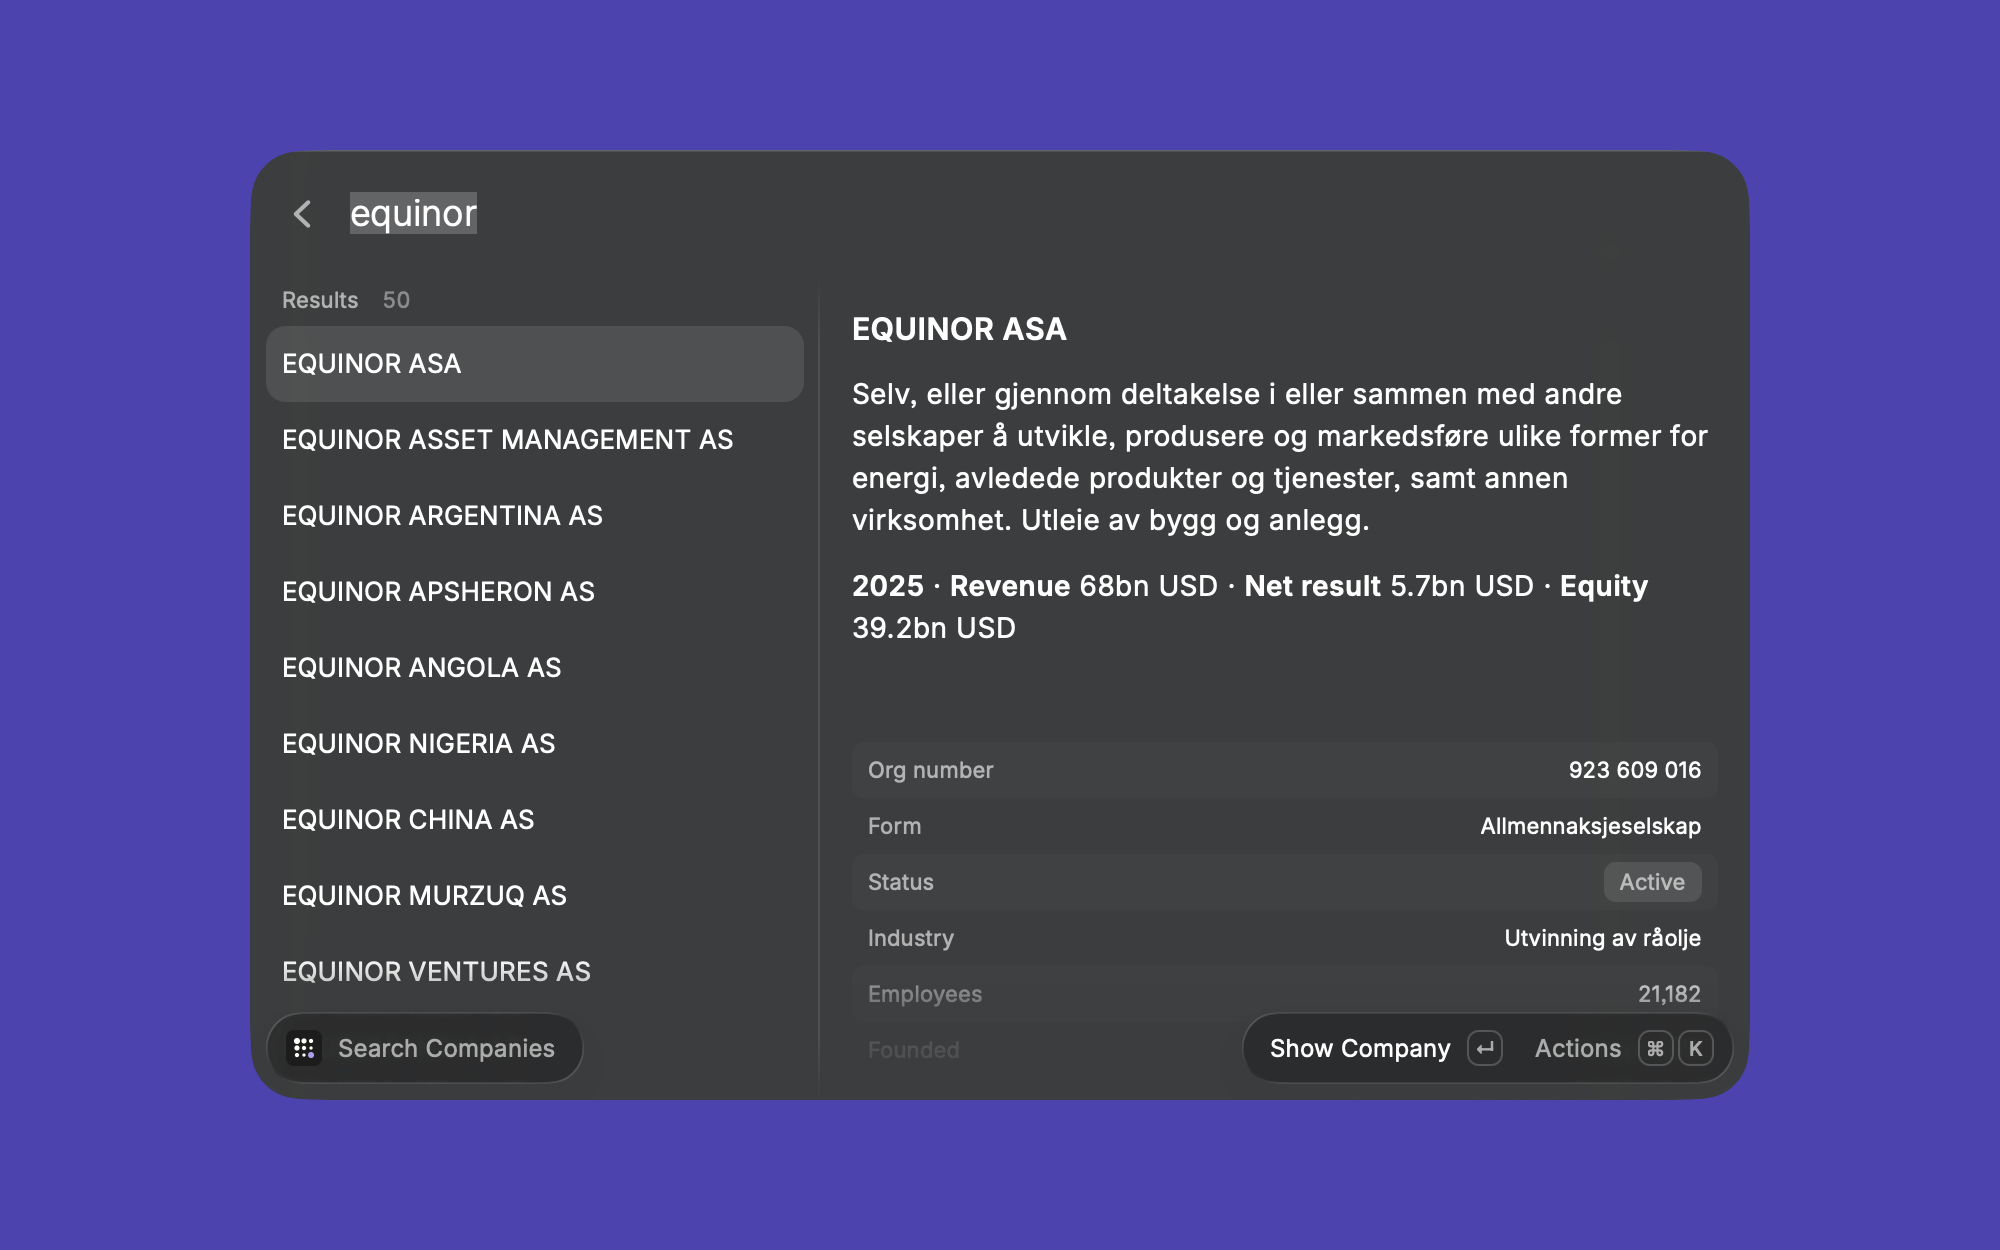 equinor
Results 50
EQUINOR ASA
EQUINOR ASSET MANAGEMENT AS
EQUINOR ARGENTINA AS
EQUINOR APSHERON AS
EQUINOR ANGOLA AS
EQUINOR NIGERIA AS
EQUINOR CHINA AS
EQUINOR MURZUQ AS
EQUINOR VENTURES AS
EQUINOR ASA
Selv, eller gjennom deltakelse i eller sammen med andre
selskaper å utvikle, produsere og markedsføre ulike former for
energi, avledede produkter og tjenester, samt annen
virksomhet. Utleie av bygg og anlegg.
2025 · Revenue 68bn USD · Net result 5.7bn USD · Equity
39.2bn USD
Org number 923 609 016
Form Allmennaksjeselskap
Status Active
Industry Utvinning av råolje
Employees 21,182
Founded
Search Companies
Show Company ↵ Actions ⌘ K